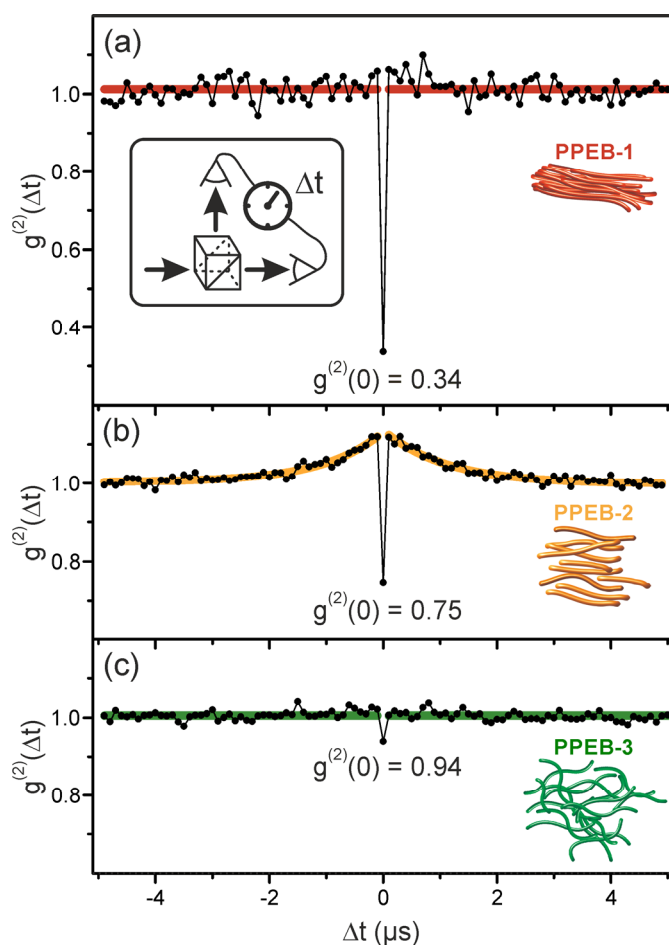 (a)
1.0
0.8
0.6
0.4
g⁽²⁾(Δt)
Δt
PPEB-1
g⁽²⁾(0) = 0.34
(b)
1.0
0.8
g⁽²⁾(Δt)
PPEB-2
g⁽²⁾(0) = 0.75
(c)
1.0
0.8
g⁽²⁾(Δt)
PPEB-3
g⁽²⁾(0) = 0.94
-4 -2 0 2 4
Δt (µs)